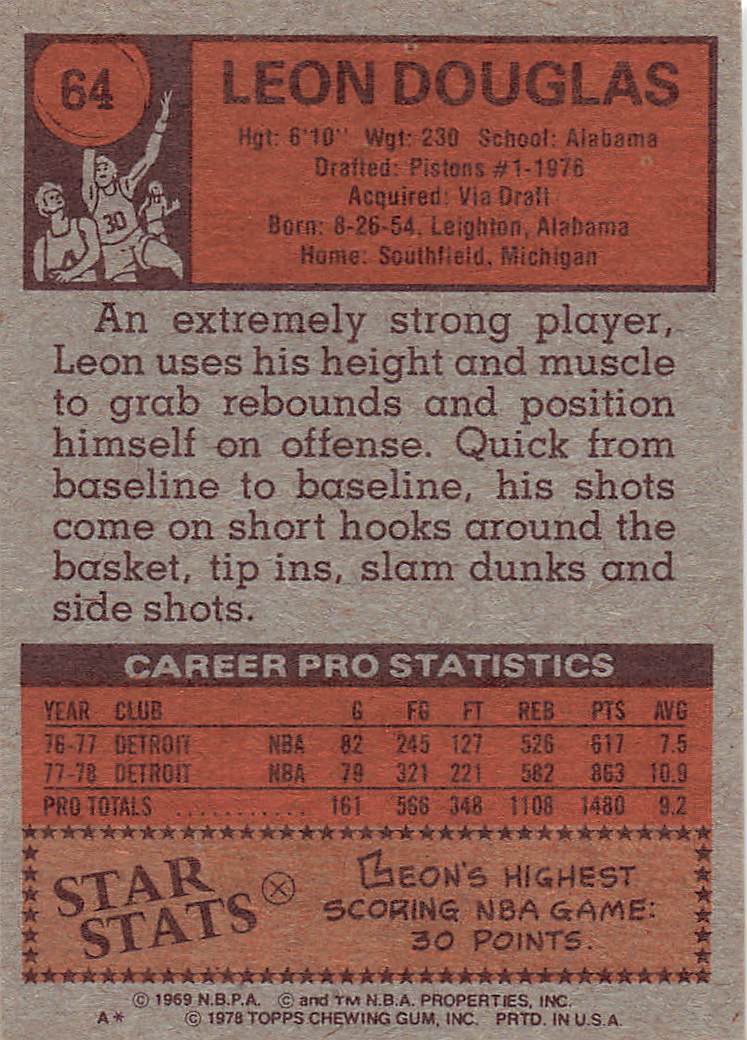 64
LEON DOUGLAS
Hgt: 6'10" Wgt: 230 School: Alabama
Drafted: Pistons #1-1976
Acquired: Via Draft
Born: 8-26-54, Leighton, Alabama
Home: Southfield, Michigan
30
An extremely strong player,
Leon uses his height and muscle
to grab rebounds and position
himself on offense. Quick from
baseline to baseline, his shots
come on short hooks around the
basket, tip ins, slam dunks and
side shots.
CAREER PRO STATISTICS
YEAR CLUB G FG FT REB PTS AVG
76-77 DETROIT NBA 82 245 127 526 617 7.5
77-78 DETROIT NBA 79 321 221 582 863 10.9
PRO TOTALS ............ 161 566 348 1108 1480 9.2
STAR
STATS
LEON'S HIGHEST
SCORING NBA GAME:
30 POINTS.
© 1969 N.B.P.A. © and TM N.B.A. PROPERTIES, INC.
A* © 1978 TOPPS CHEWING GUM, INC. PRTD. IN U.S.A.